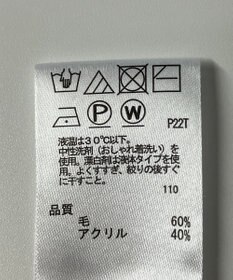 P W P22T
液温は30℃以下。
中性洗剤（おしゃれ着洗い）を
使用。漂白剤は液体タイプを使
用。よくすすぎ、絞りの後すぐ
に干すこと。
110
品質
毛 60%
アクリル 40%